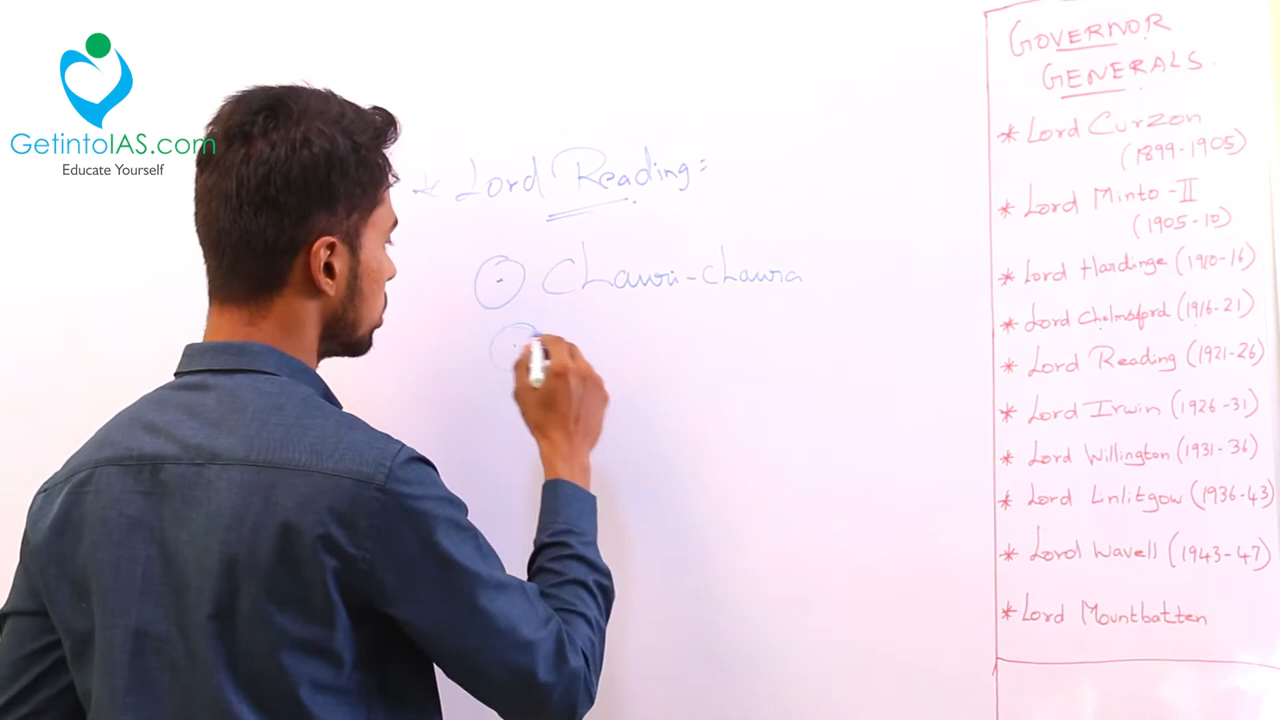 GetintoIAS.com
Educate Yourself
* Lord Reading:
Chauri-chaura
GOVERNOR
GENERALS.
* Lord Curzon
(1899-1905)
* Lord Minto-II
(1905-10)
* Lord Hardinge (1910-16)
* Lord Chelmsford (1916-21)
* Lord Reading (1921-26)
* Lord Irwin (1926-31)
* Lord Willington (1931-36)
* Lord Linlitgow (1936-43)
* Lord Wavell (1943-47)
* Lord Mountbatten